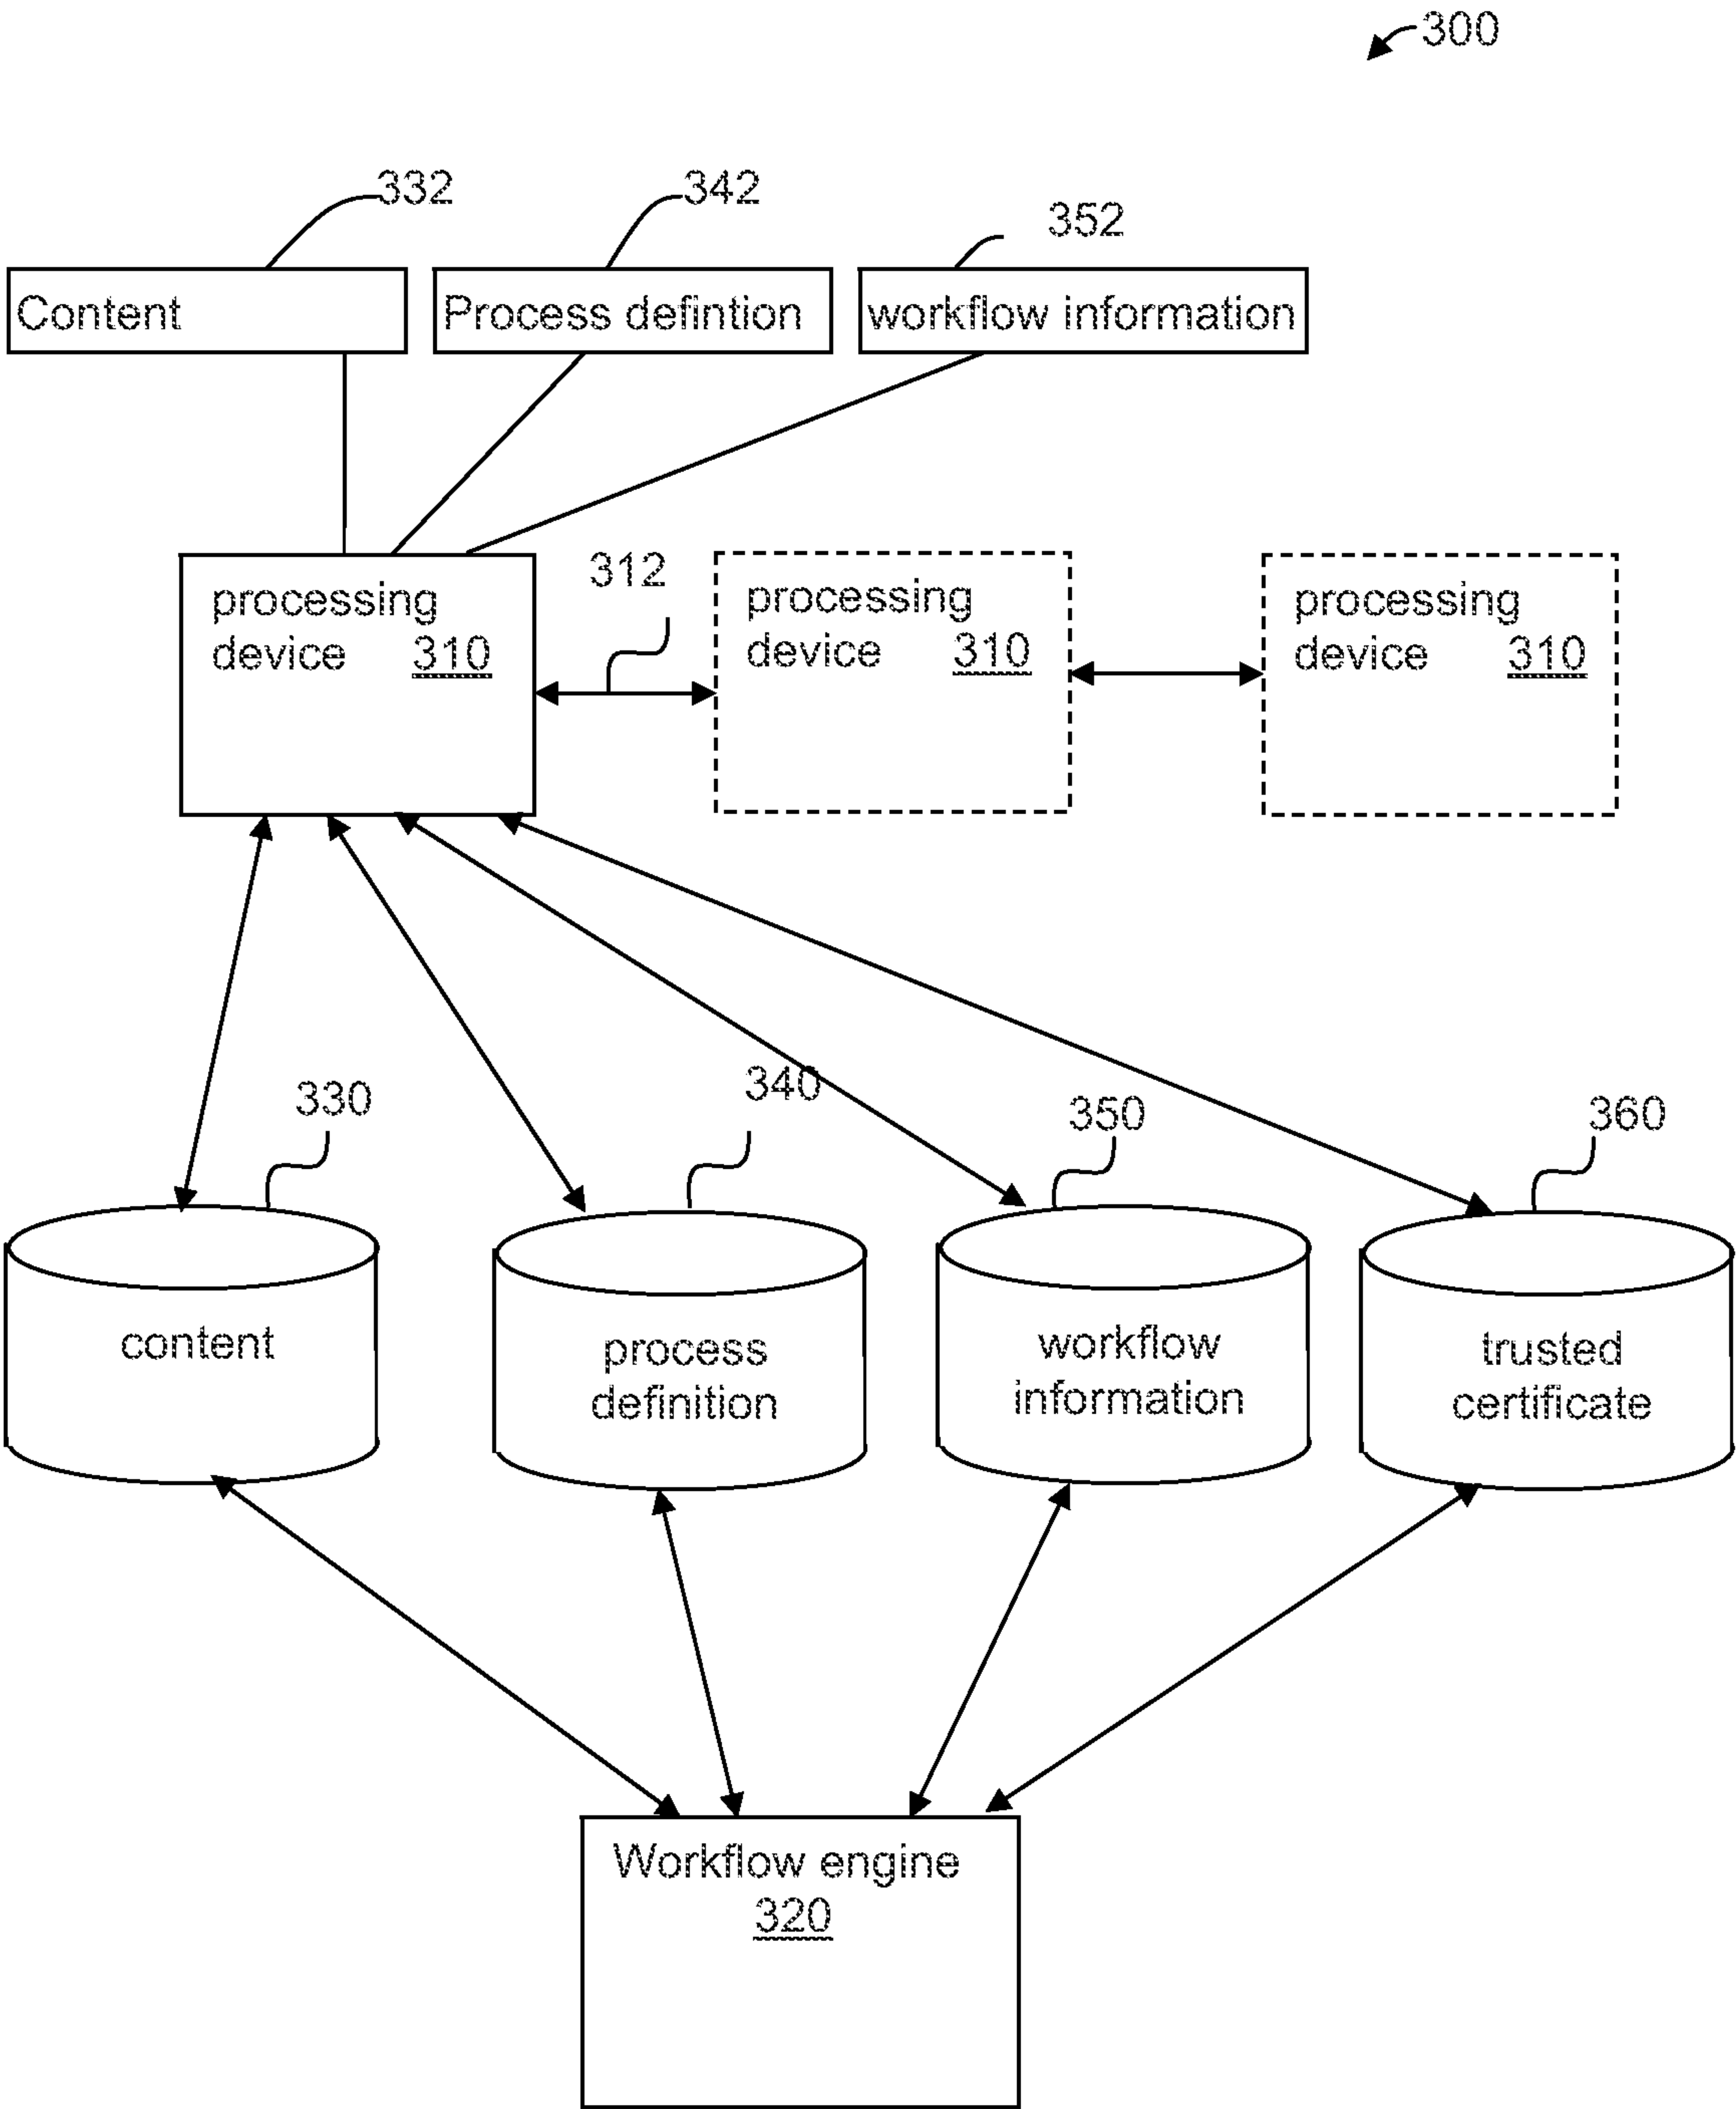 300
332
342
352
Content
Process defintion
workflow information
312
processing
device 310
processing
device 310
processing
device 310
330
340
350
360
content
process
definition
workflow
information
trusted
certificate
Workflow engine
320